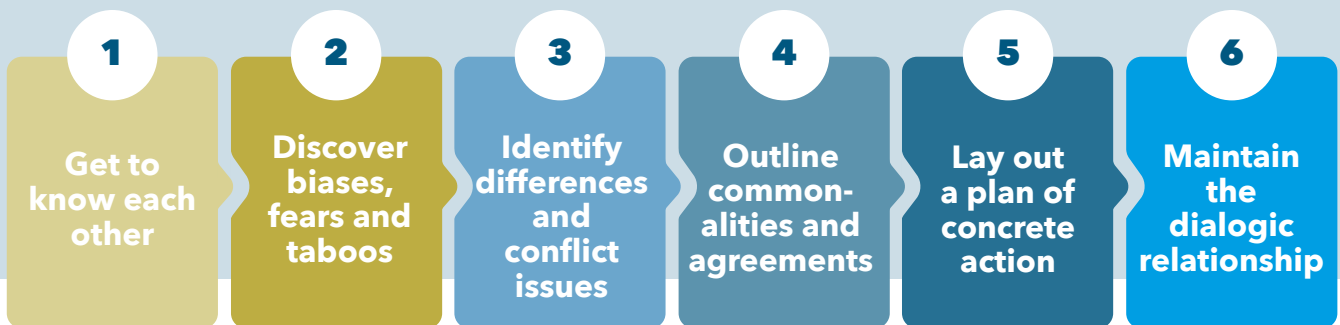 1
Get to
know each
other
2
Discover
biases,
fears and
taboos
3
Identify
differences
and
conflict
issues
4
Outline
common-
alities and
agreements
5
Lay out
a plan of
concrete
action
6
Maintain
the
dialogic
relationship